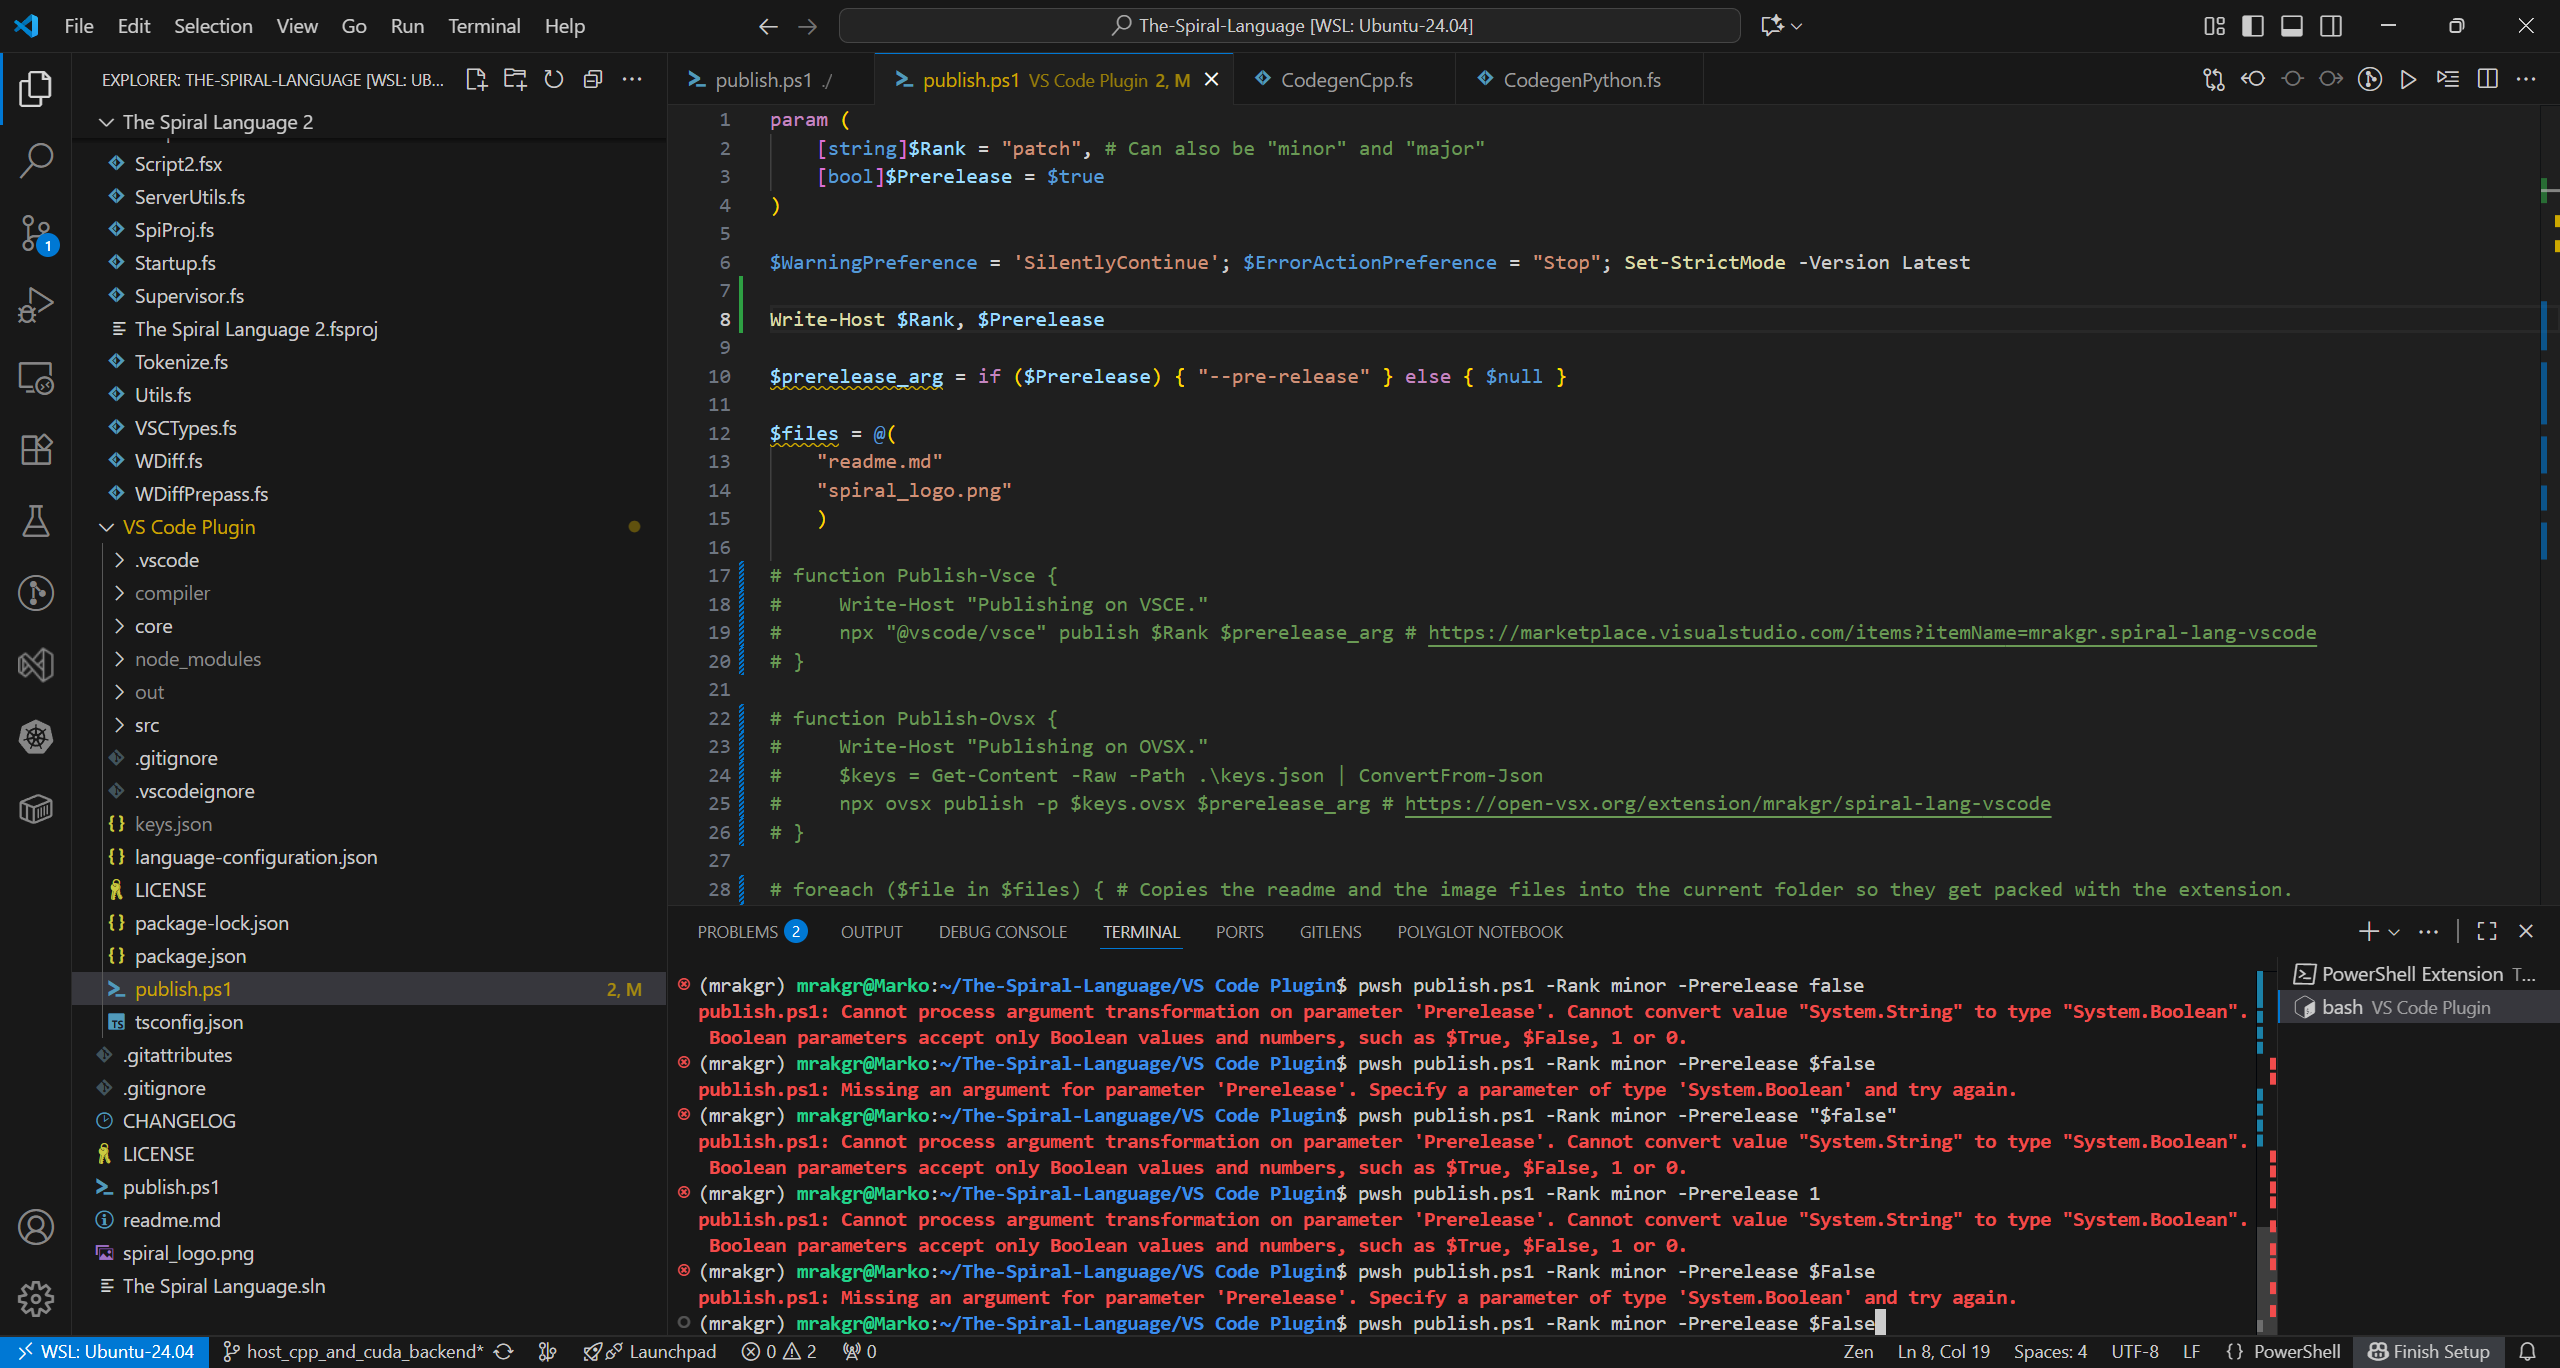 File Edit Selection View Go Run Terminal Help
The-Spiral-Language [WSL: Ubuntu-24.04]
EXPLORER: THE-SPIRAL-LANGUAGE [WSL: UB...
The Spiral Language 2
Script2.fsx
ServerUtils.fs
SpiProj.fs
Startup.fs
Supervisor.fs
The Spiral Language 2.fsproj
Tokenize.fs
Utils.fs
VSCTypes.fs
WDiff.fs
WDiffPrepass.fs
VS Code Plugin
.vscode
compiler
core
node_modules
out
src
.gitignore
.vscodeignore
keys.json
language-configuration.json
LICENSE
package-lock.json
package.json
publish.ps1 2, M
tsconfig.json
.gitattributes
.gitignore
CHANGELOG
LICENSE
publish.ps1
readme.md
spiral_logo.png
The Spiral Language.sln
1
publish.ps1 ./ publish.ps1 VS Code Plugin 2, M CodegenCpp.fs CodegenPython.fs
1 param (
2 [string]$Rank = "patch", # Can also be "minor" and "major"
3 [bool]$Prerelease = $true
4 )
5
6 $WarningPreference = 'SilentlyContinue'; $ErrorActionPreference = "Stop"; Set-StrictMode -Version Latest
7
8 Write-Host $Rank, $Prerelease
9
10 $prerelease_arg = if ($Prerelease) { "--pre-release" } else { $null }
11
12 $files = @(
13 "readme.md"
14 "spiral_logo.png"
15 )
16
17 # function Publish-Vsce {
18 # Write-Host "Publishing on VSCE."
19 # npx "@vscode/vsce" publish $Rank $prerelease_arg # https://marketplace.visualstudio.com/items?itemName=mrakgr.spiral-lang-vscode
20 # }
21
22 # function Publish-Ovsx {
23 # Write-Host "Publishing on OVSX."
24 # $keys = Get-Content -Raw -Path .\keys.json | ConvertFrom-Json
25 # npx ovsx publish -p $keys.ovsx $prerelease_arg # https://open-vsx.org/extension/mrakgr/spiral-lang-vscode
26 # }
27
28 # foreach ($file in $files) { # Copies the readme and the image files into the current folder so they get packed with the extension.
PROBLEMS 2 OUTPUT DEBUG CONSOLE TERMINAL PORTS GITLENS POLYGLOT NOTEBOOK
(mrakgr) mrakgr@Marko:~/The-Spiral-Language/VS Code Plugin$ pwsh publish.ps1 -Rank minor -Prerelease false
publish.ps1: Cannot process argument transformation on parameter 'Prerelease'. Cannot convert value "System.String" to type "System.Boolean".
Boolean parameters accept only Boolean values and numbers, such as $True, $False, 1 or 0.
(mrakgr) mrakgr@Marko:~/The-Spiral-Language/VS Code Plugin$ pwsh publish.ps1 -Rank minor -Prerelease $false
publish.ps1: Missing an argument for parameter 'Prerelease'. Specify a parameter of type 'System.Boolean' and try again.
(mrakgr) mrakgr@Marko:~/The-Spiral-Language/VS Code Plugin$ pwsh publish.ps1 -Rank minor -Prerelease "$false"
publish.ps1: Cannot process argument transformation on parameter 'Prerelease'. Cannot convert value "System.String" to type "System.Boolean".
Boolean parameters accept only Boolean values and numbers, such as $True, $False, 1 or 0.
(mrakgr) mrakgr@Marko:~/The-Spiral-Language/VS Code Plugin$ pwsh publish.ps1 -Rank minor -Prerelease 1
publish.ps1: Cannot process argument transformation on parameter 'Prerelease'. Cannot convert value "System.String" to type "System.Boolean".
Boolean parameters accept only Boolean values and numbers, such as $True, $False, 1 or 0.
(mrakgr) mrakgr@Marko:~/The-Spiral-Language/VS Code Plugin$ pwsh publish.ps1 -Rank minor -Prerelease $False
publish.ps1: Missing an argument for parameter 'Prerelease'. Specify a parameter of type 'System.Boolean' and try again.
(mrakgr) mrakgr@Marko:~/The-Spiral-Language/VS Code Plugin$ pwsh publish.ps1 -Rank minor -Prerelease $False
PowerShell Extension T...
bash VS Code Plugin
WSL: Ubuntu-24.04 host_cpp_and_cuda_backend* Launchpad 0 2 0 Zen Ln 8, Col 19 Spaces: 4 UTF-8 LF {} PowerShell Finish Setup